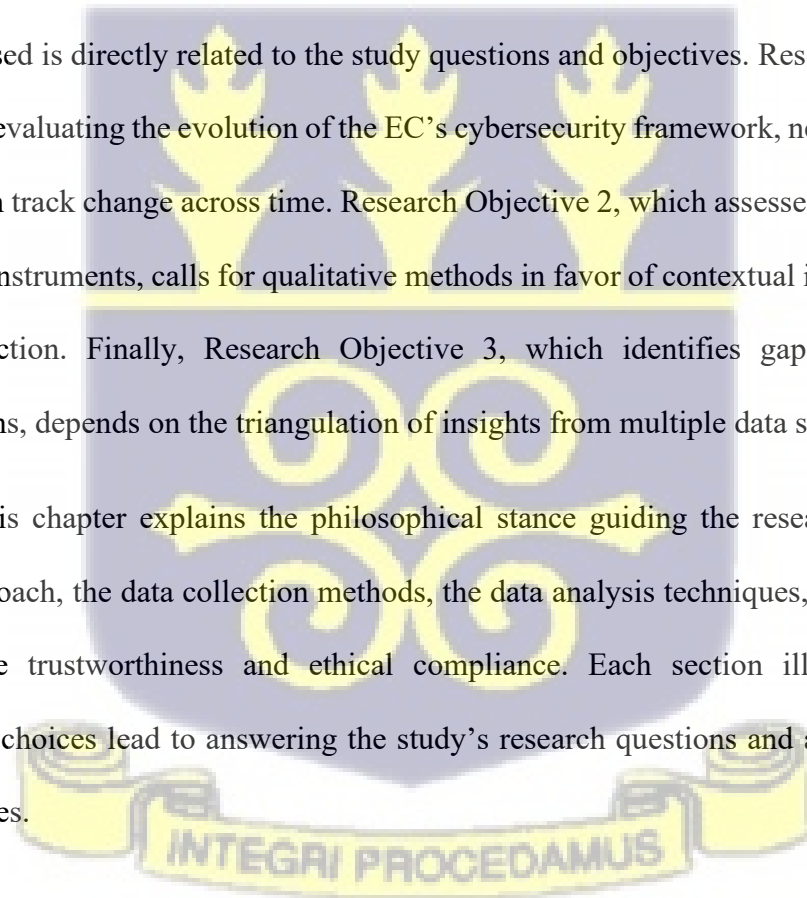 sed is directly related to the study questions and objectives. Res
evaluating the evolution of the EC’s cybersecurity framework, n
track change across time. Research Objective 2, which assesse
nstruments, calls for qualitative methods in favor of contextual i
ction. Finally, Research Objective 3, which identifies gap
ns, depends on the triangulation of insights from multiple data s
is chapter explains the philosophical stance guiding the resea
oach, the data collection methods, the data analysis techniques,
e trustworthiness and ethical compliance. Each section ill
choices lead to answering the study’s research questions and a
es.
INTEGRI PROCEDAMUS